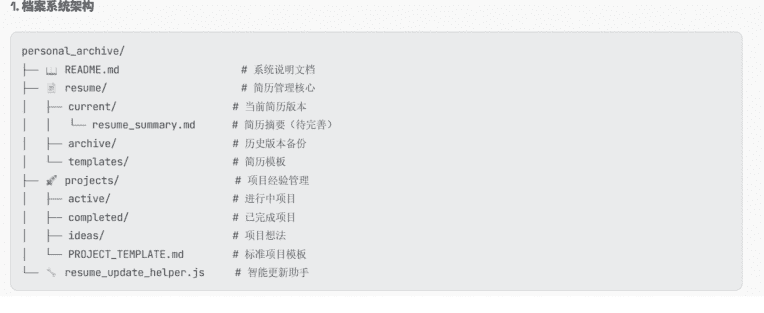 1. 档案系统架构
personal_archive/
├── 📖 README.md # 系统说明文档
├── 📄 resume/ # 简历管理核心
│ ├── current/ # 当前简历版本
│ │ └── resume_summary.md # 简历摘要（待完善）
│ ├── archive/ # 历史版本备份
│ └── templates/ # 简历模板
├── 🚀 projects/ # 项目经验管理
│ ├── active/ # 进行中项目
│ ├── completed/ # 已完成项目
│ ├── ideas/ # 项目想法
│ └── PROJECT_TEMPLATE.md # 标准项目模板
└── 🔧 resume_update_helper.js # 智能更新助手